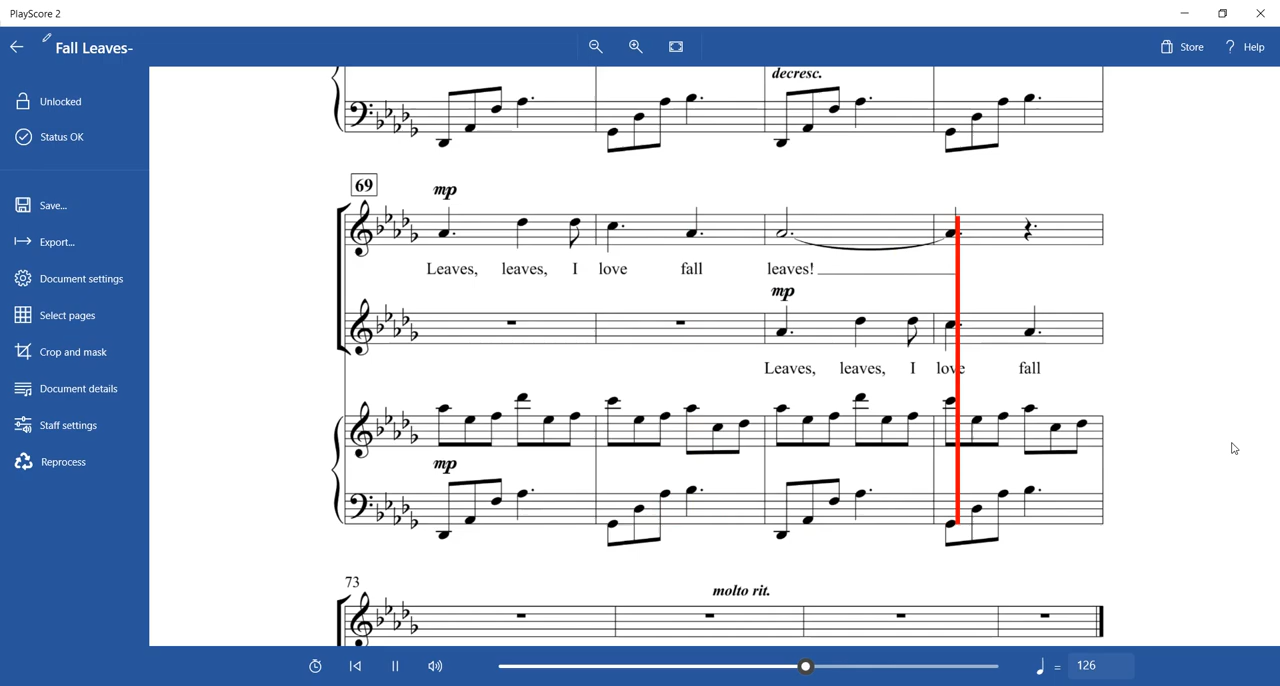 PlayScore 2
Fall Leaves-
Store
Help
Unlocked
Status OK
Save...
Export...
Document settings
Select pages
Crop and mask
Document details
Staff settings
Reprocess
decresc.
69
mp
Leaves, leaves, I love fall leaves!
mp
Leaves, leaves, I love fall
mp
73
molto rit.
= 126